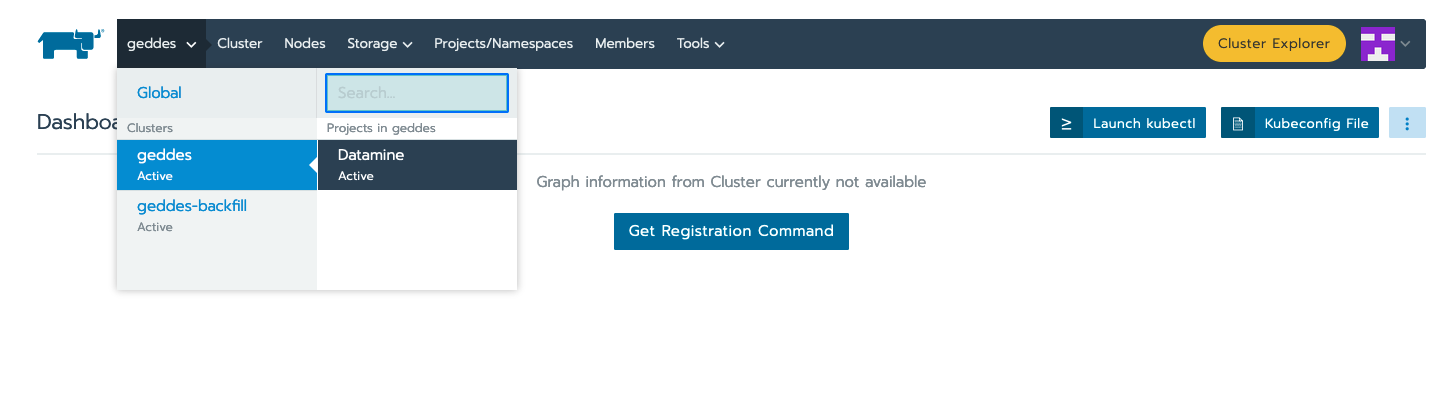 geddes Cluster Nodes Storage Projects/Namespaces Members Tools Cluster Explorer
Global Search...
Dashboa
Clusters Projects in geddes
≥ Launch kubectl Kubeconfig File
geddes Datamine
Active Active
Graph information from Cluster currently not available
geddes-backfill
Active
Get Registration Command